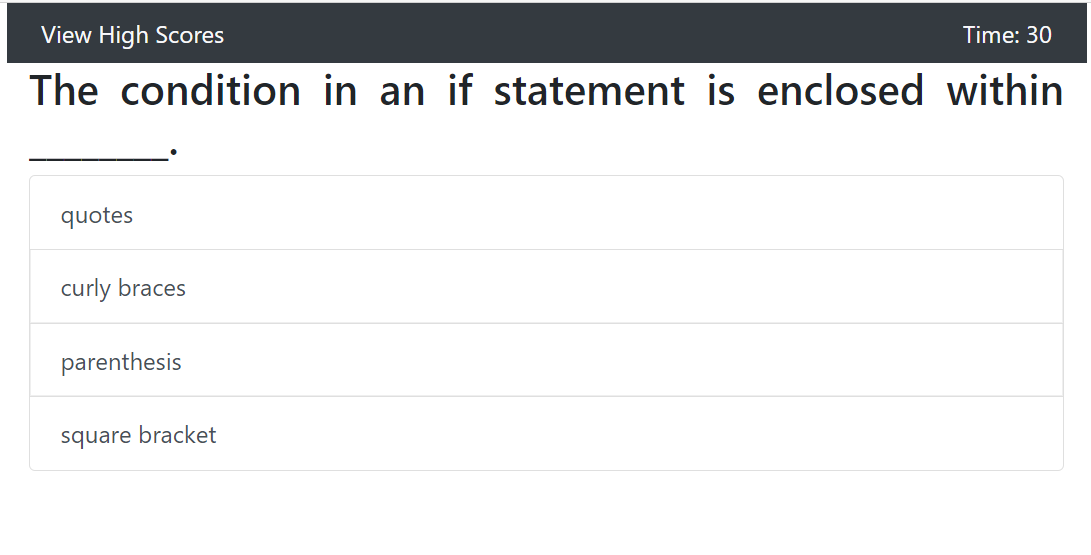 View High Scores Time: 30
The condition in an if statement is enclosed within
________.
quotes
curly braces
parenthesis
square bracket